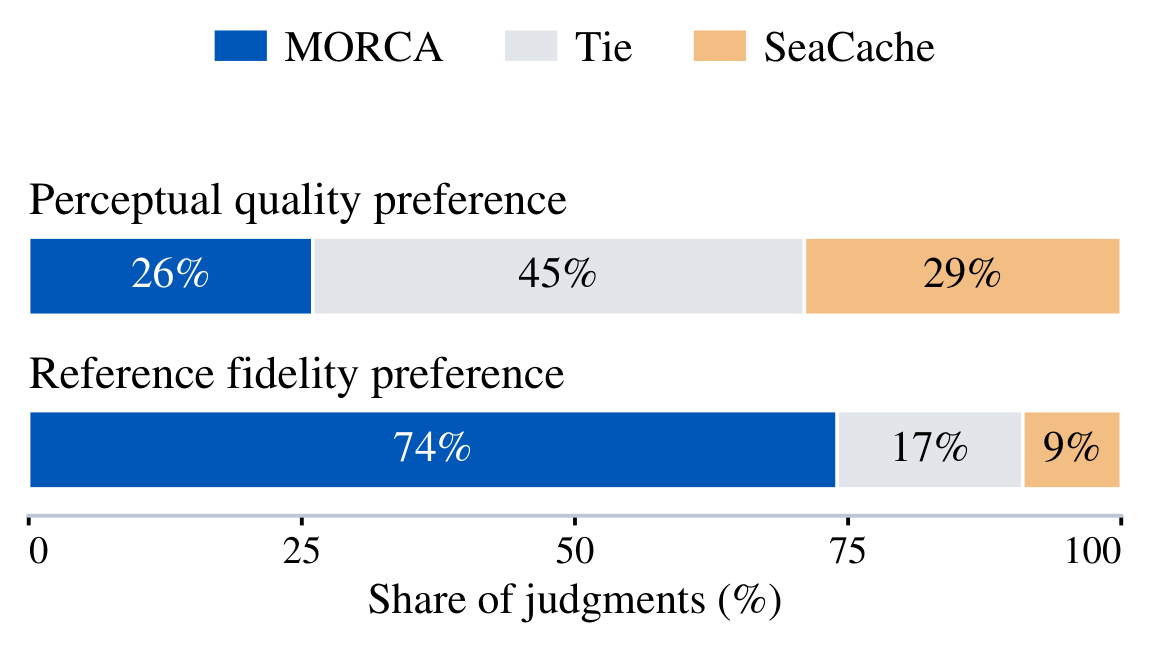 MORCA Tie SeaCache
Perceptual quality preference
26% 45% 29%
Reference fidelity preference
74% 17% 9%
0 25 50 75 100
Share of judgments (%)